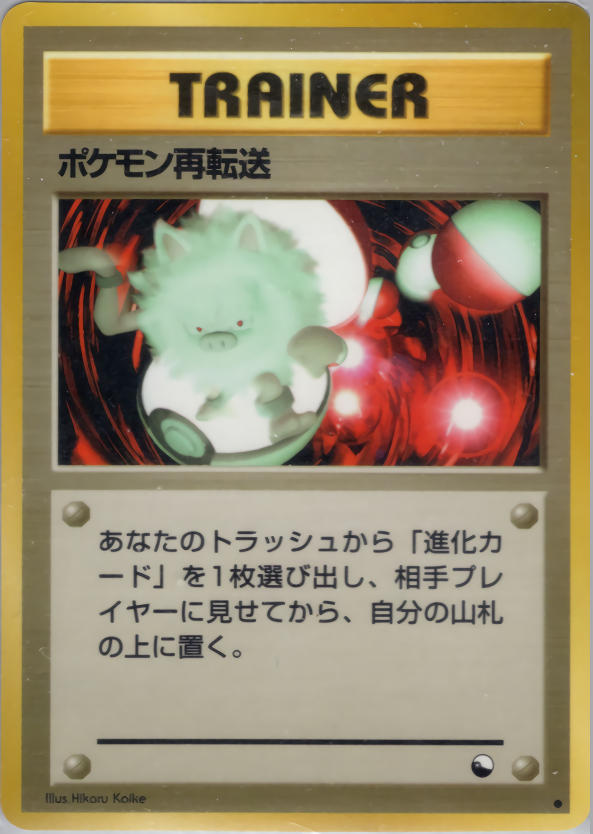 TRAINER
ポケモン再転送
あなたのトラッシュから「進化カ
ード」を1枚選び出し、相手プレ
イヤーに見せてから、自分の山札
の上に置く。
Illus. Hikaru Koike